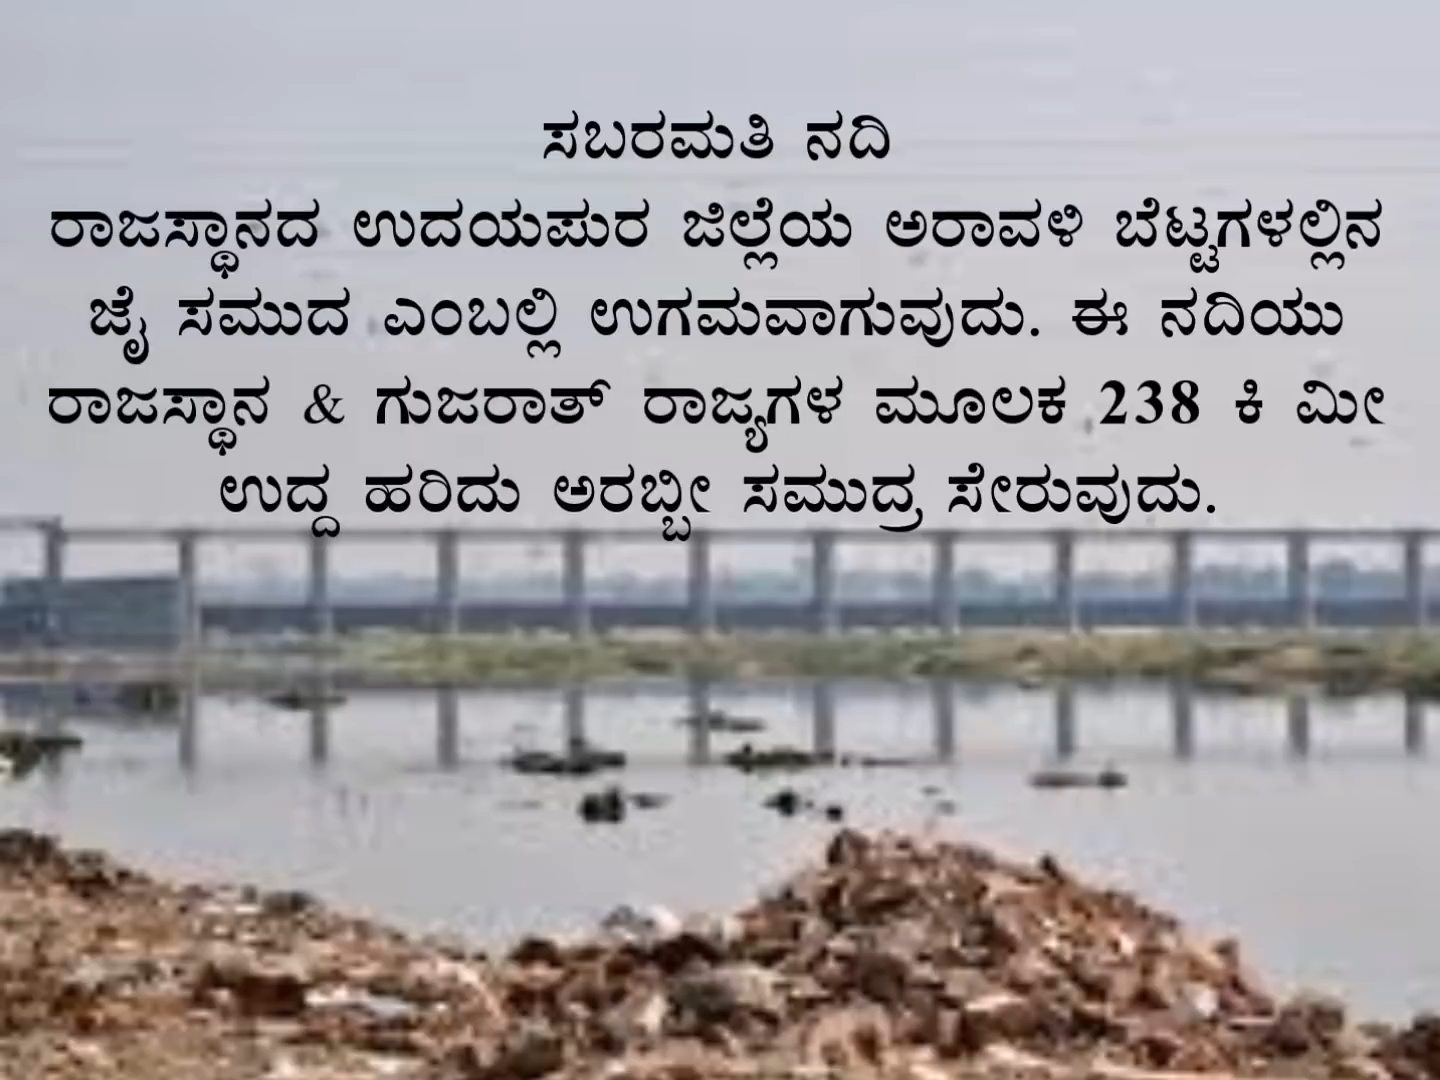 ಸಬರಮತಿ ನದಿ
ರಾಜಸ್ಥಾನದ ಉದಯಪುರ ಜಿಲ್ಲೆಯ ಅರಾವಳಿ ಬೆಟ್ಟಗಳಲ್ಲಿನ
ಜೈ ಸಮುದ ಎಂಬಲ್ಲಿ ಉಗಮವಾಗುವುದು. ಈ ನದಿಯು
ರಾಜಸ್ಥಾನ & ಗುಜರಾತ್ ರಾಜ್ಯಗಳ ಮೂಲಕ 238 ಕಿ ಮೀ
ಉದ್ದ ಹರಿದು ಅರಬ್ಬೀ ಸಮುದ್ರ ಸೇರುವುದು.